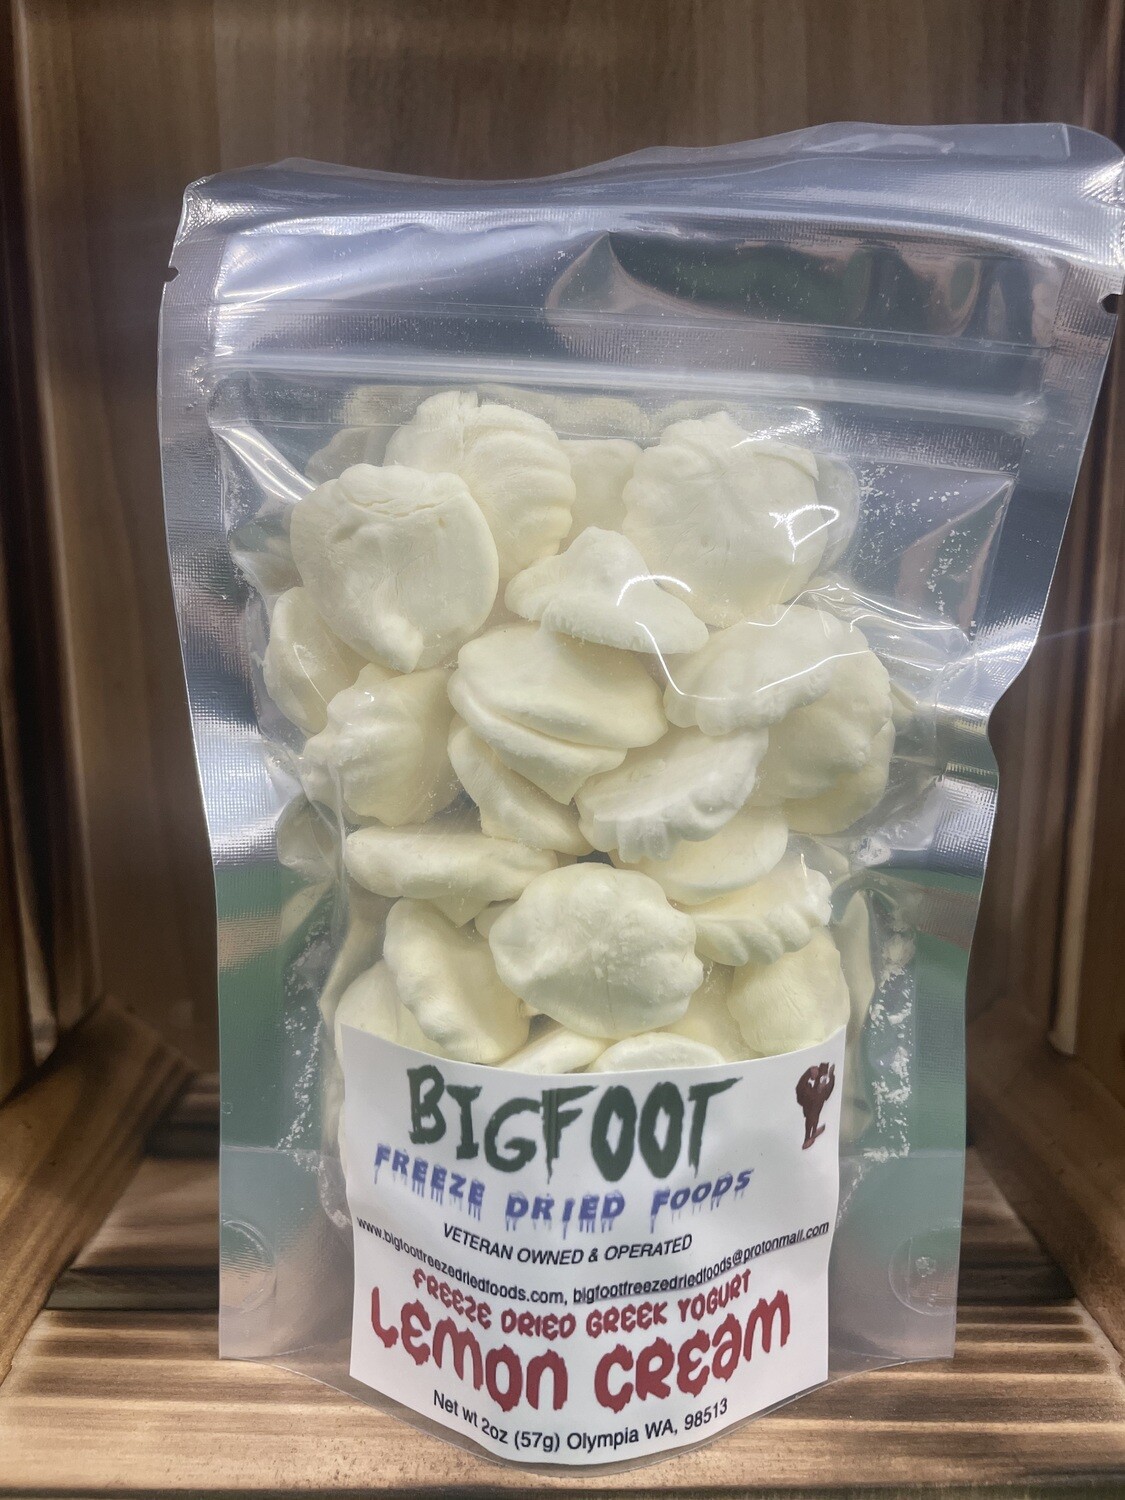 BIGFOOT
FREEZE DRIED FOODS
VETERAN OWNED & OPERATED
www.bigfootfreezedriedfoods.com, bigfootfreezedriedfoods@protonmail.com
FREEZE DRIED GREEK YOGURT
LEMON CREAM
Net wt 2oz (57g) Olympia WA, 98513